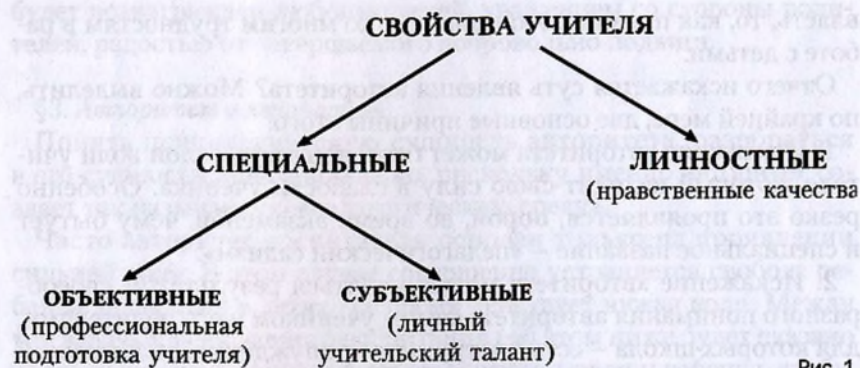 СВОЙСТВА УЧИТЕЛЯ
СПЕЦИАЛЬНЫЕ
ЛИЧНОСТНЫЕ
(нравственные качества
ОБЪЕКТИВНЫЕ
(профессиональная
подготовка учителя)
СУБЪЕКТИВНЫЕ
(личный
учительский талант)
Рис. 1